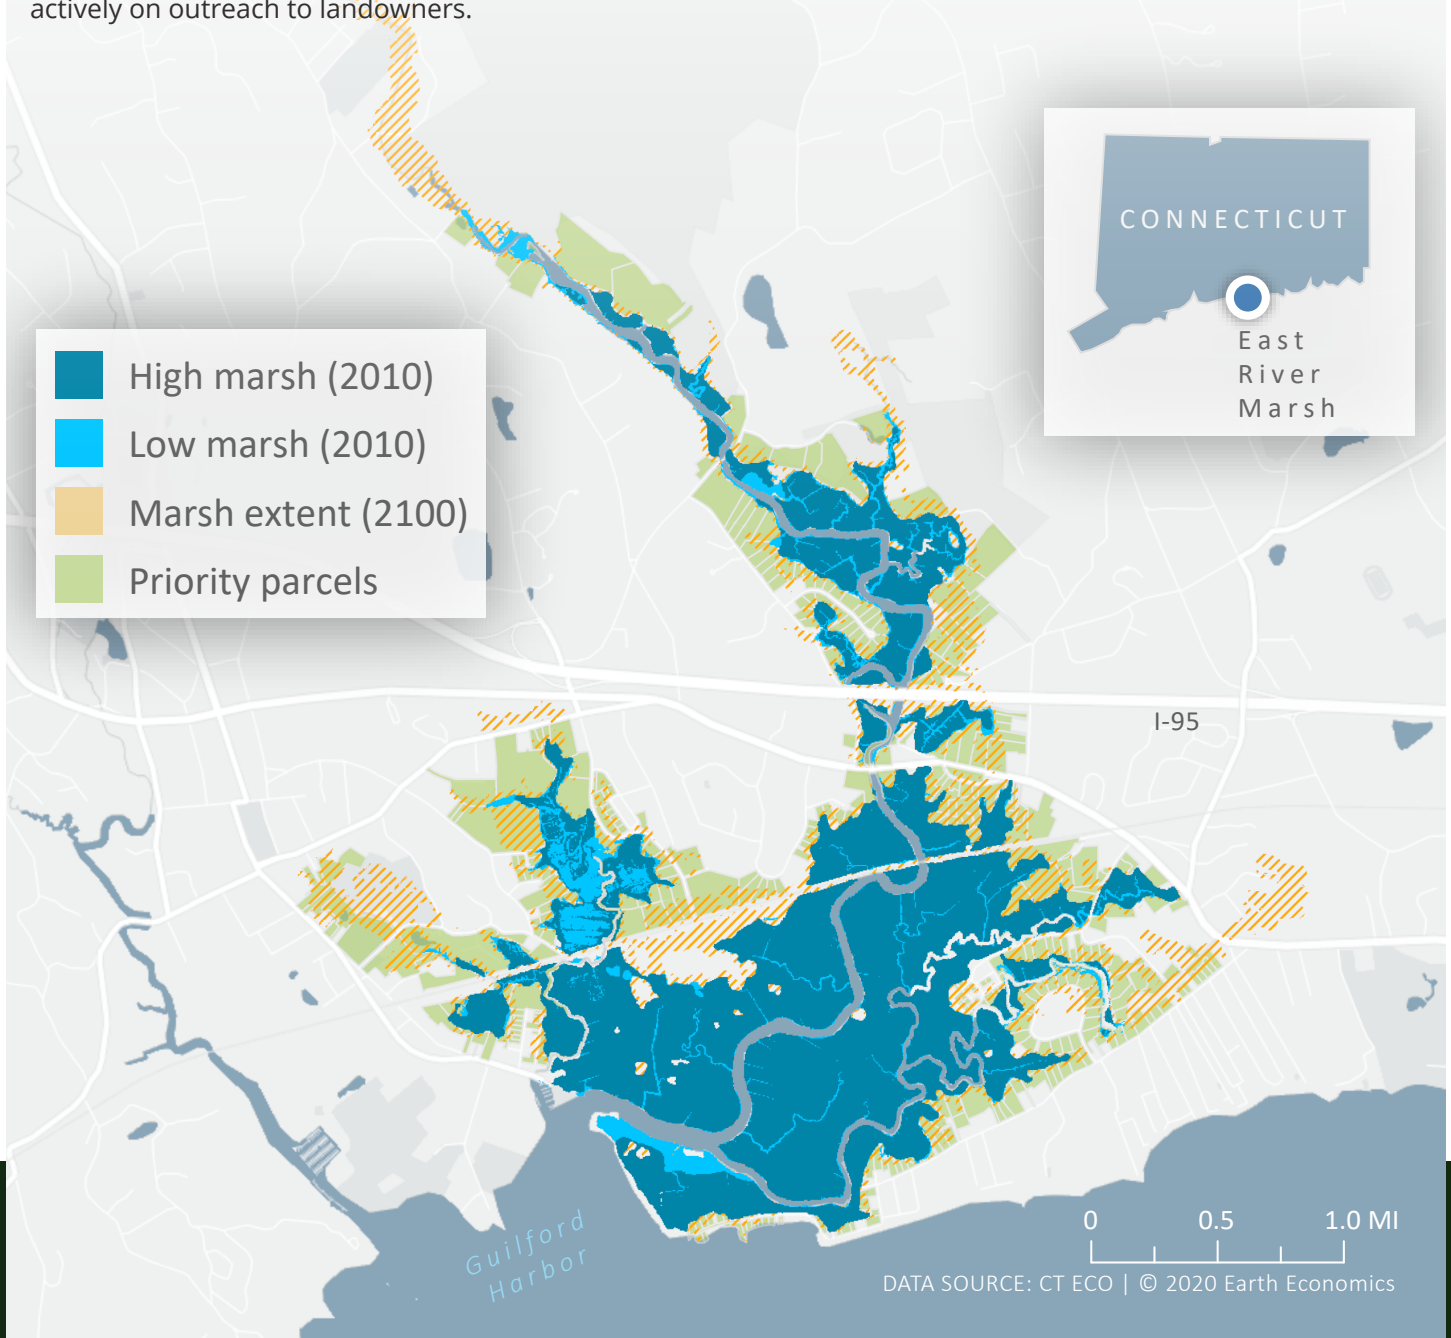 actively on outreach to landowners.
CONNECTICUT
East
River
Marsh
High marsh (2010)
Low marsh (2010)
Marsh extent (2100)
Priority parcels
I-95
Guilford
Harbor
0 0.5 1.0 MI
DATA SOURCE: CT ECO | © 2020 Earth Economics